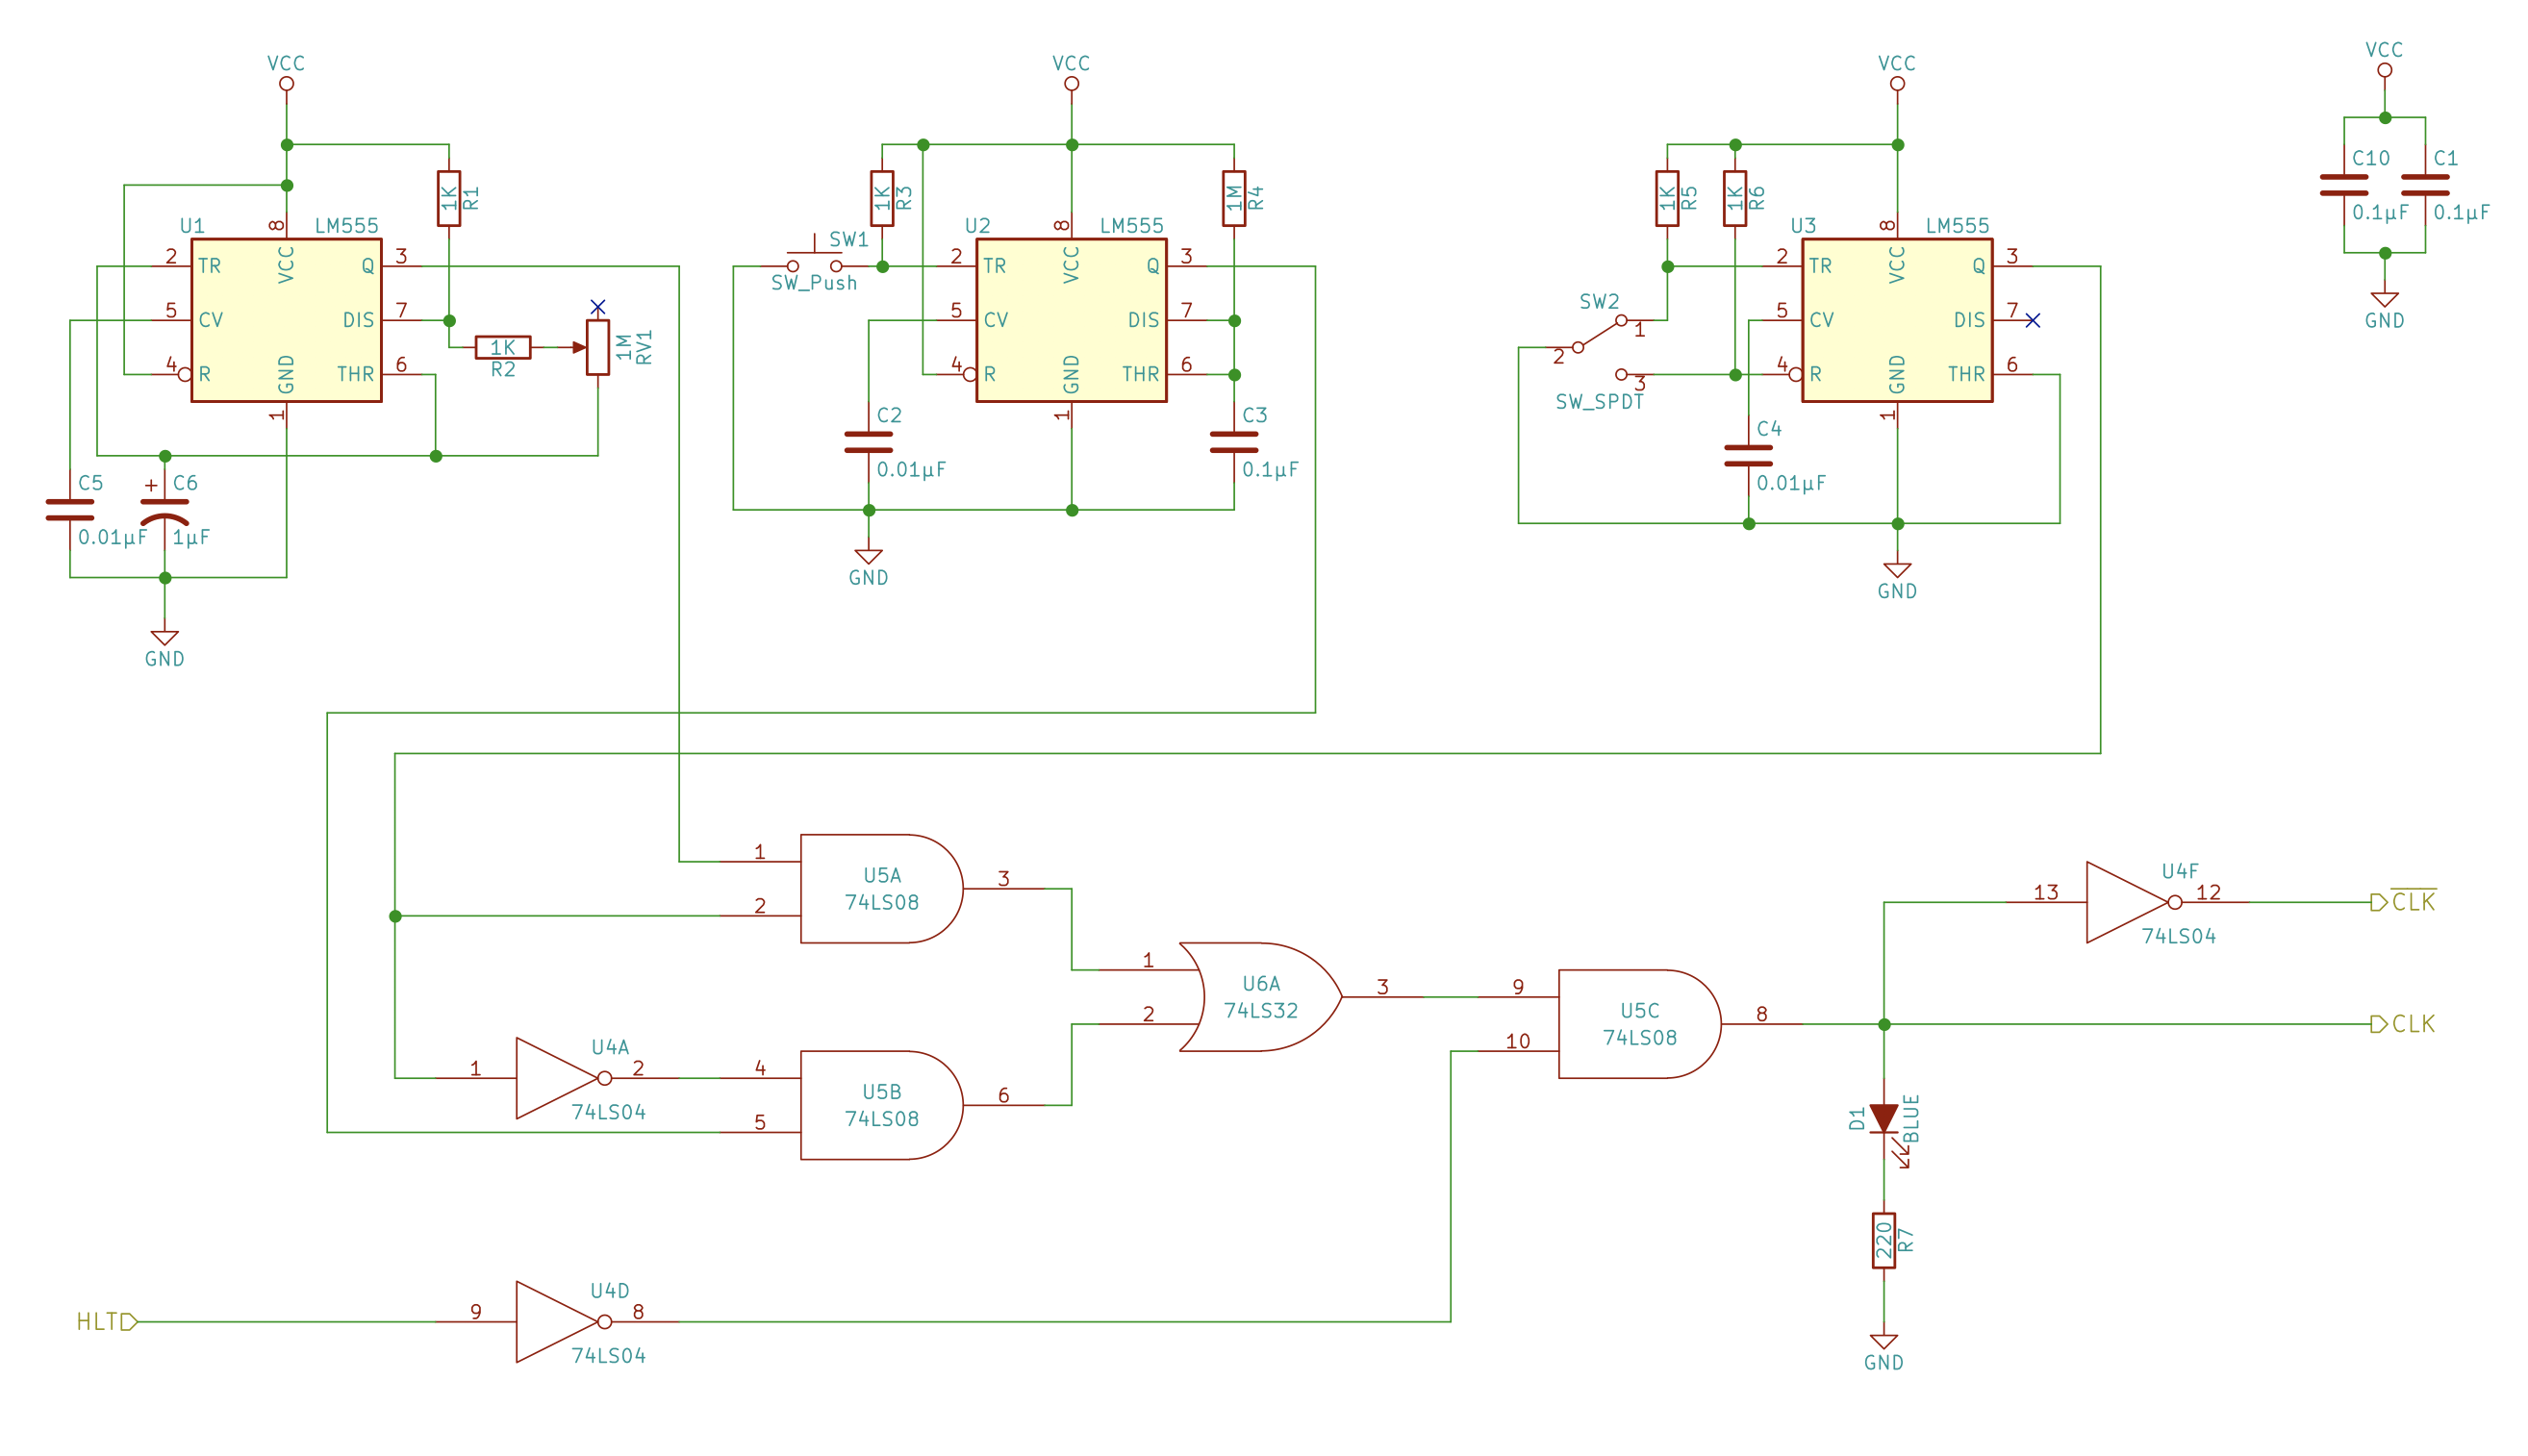 VCC
1K
R1
U1
LM555
8
2
TR
VCC
Q
3
5
CV
DIS
7
4
R
GND
THR
6
1
1K
R2
1M
RV1
+
C5
C6
0.01µF
1µF
GND
VCC
1K
R3
1M
R4
SW1
SW_Push
U2
LM555
8
2
TR
VCC
Q
3
5
CV
DIS
7
4
R
GND
THR
6
1
C2
0.01µF
C3
0.1µF
GND
VCC
1K
R5
1K
R6
U3
LM555
8
2
TR
VCC
Q
3
5
CV
DIS
7
4
R
GND
THR
6
1
SW2
1
2
3
SW_SPDT
C4
0.01µF
GND
VCC
C10
C1
0.1µF
0.1µF
GND
1
2
U5A
74LS08
3
1
U4A
2
74LS04
4
5
U5B
74LS08
6
1
2
U6A
74LS32
3
9
10
U5C
74LS08
8
13
U4F
12
74LS04
CLK
CLK
D1
BLUE
220
R7
GND
HLT
9
U4D
8
74LS04